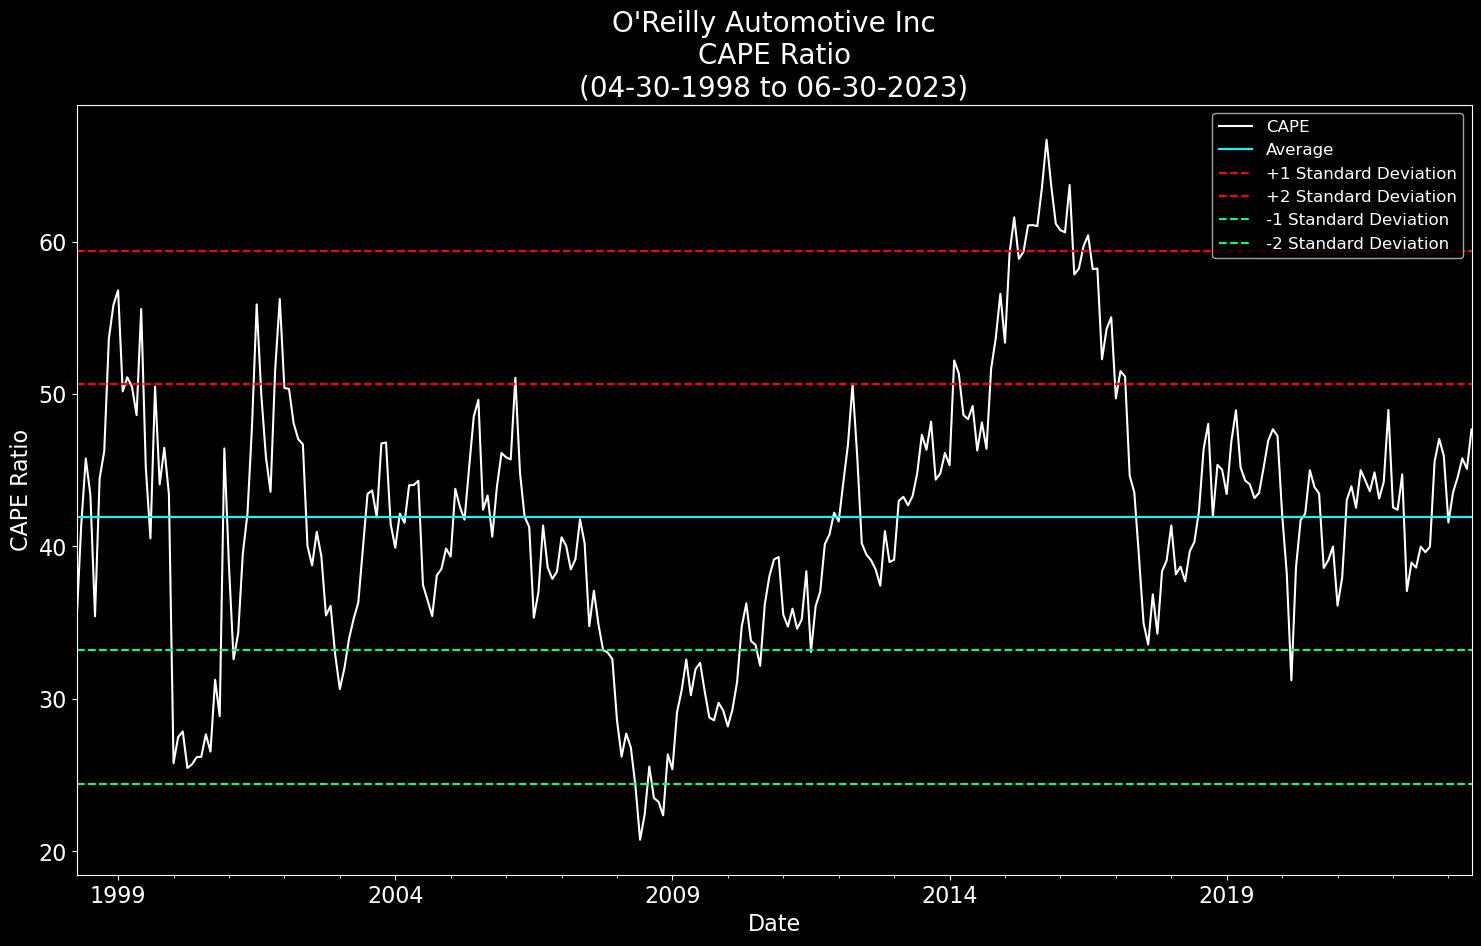 O'Reilly Automotive Inc
CAPE Ratio
(04-30-1998 to 06-30-2023)
CAPE
Average
+1 Standard Deviation
+2 Standard Deviation
-1 Standard Deviation
-2 Standard Deviation
CAPE Ratio
60
50
40
30
20
1999 2004 2009 2014 2019
Date